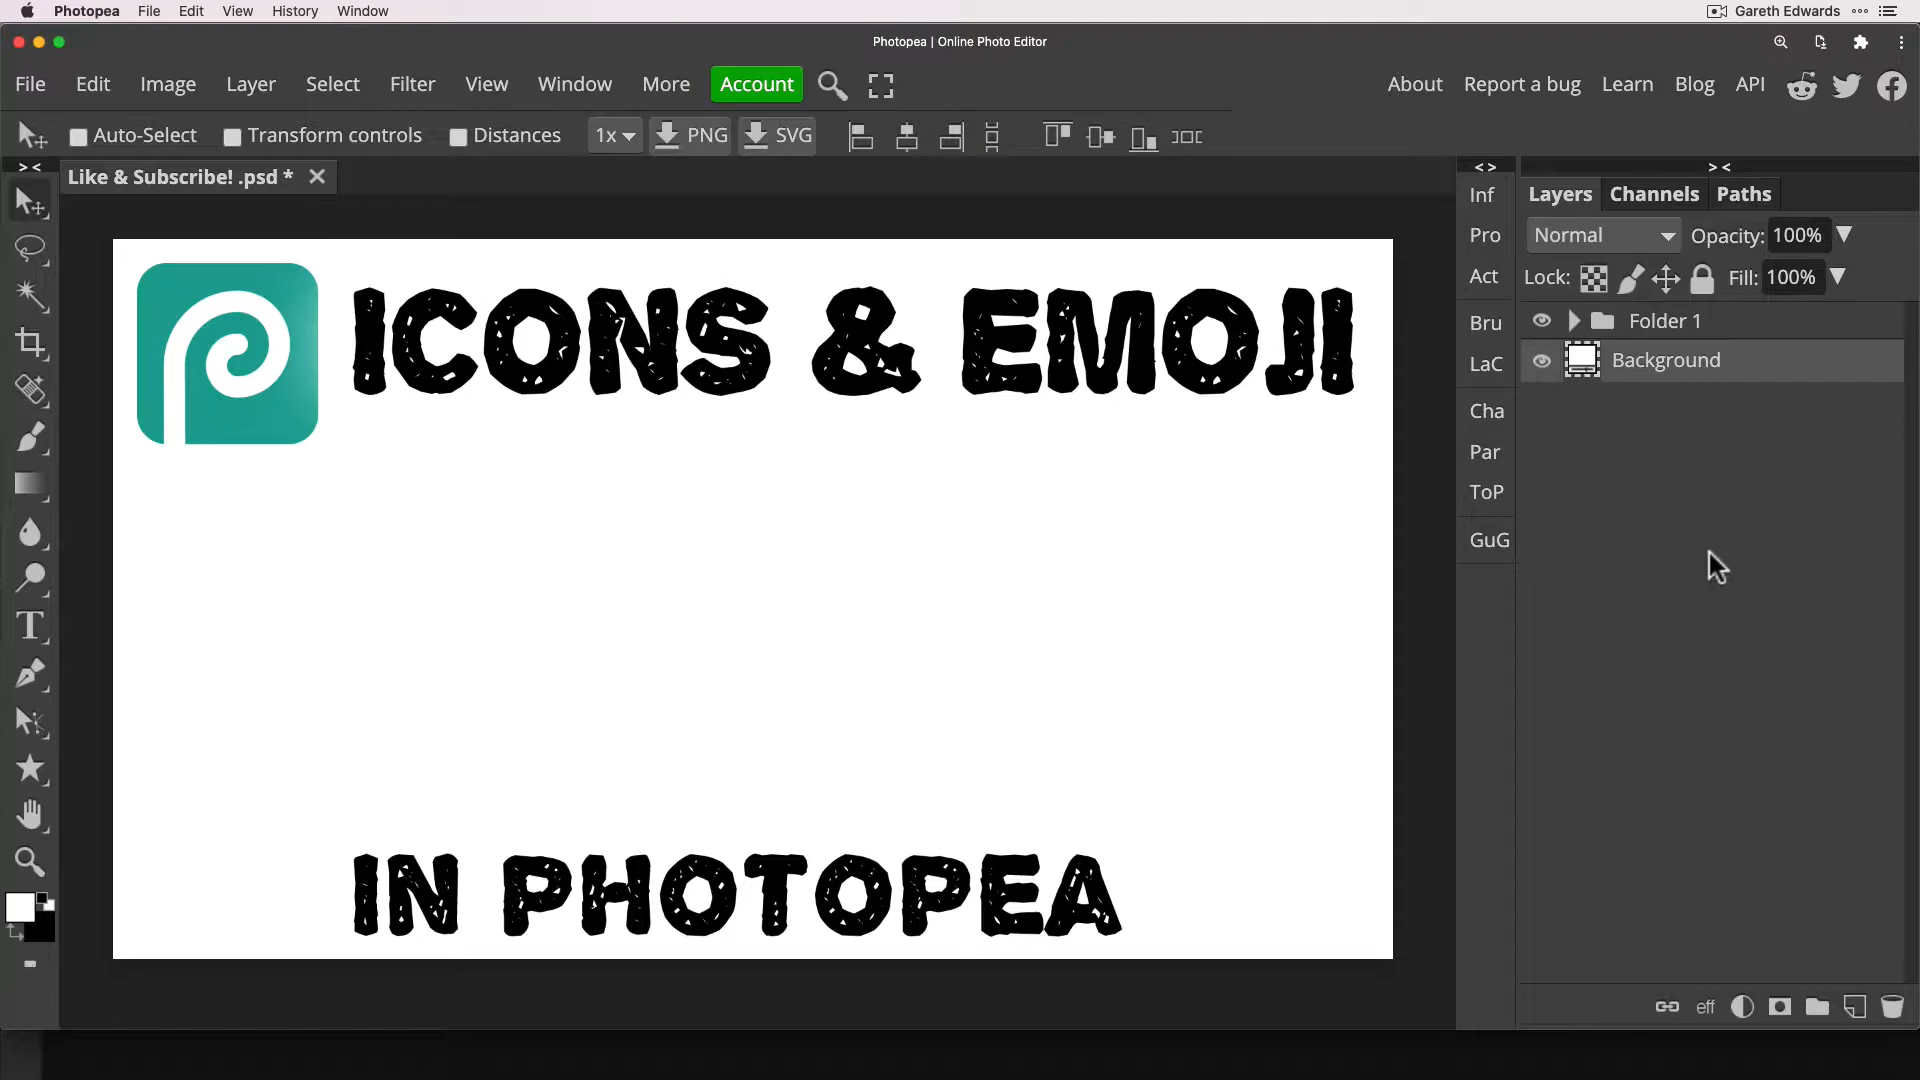 Photopea File Edit View History Window Gareth Edwards
Photopea | Online Photo Editor
File Edit Image Layer Select Filter View Window More Account About Report a bug Learn Blog API
Auto-Select Transform controls Distances 1x PNG SVG
> < < > > <
Like & Subscribe! .psd *
Inf
Pro
Act
Bru
LaC
Cha
Par
ToP
GuG
Layers Channels Paths
Normal Opacity: 100%
Lock: Fill: 100%
Folder 1
Background
eff
ICONS & EMOJI
IN PHOTOPEA